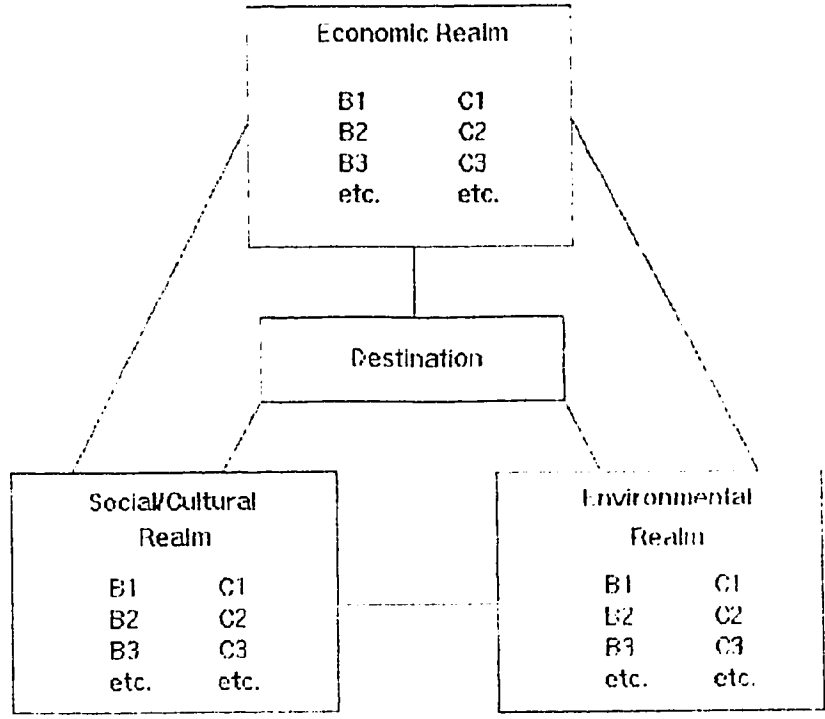 Economic Realm
B1 C1
B2 C2
B3 C3
etc. etc.
Destination
Social/Cultural
Realm
B1 C1
B2 C2
B3 C3
etc. etc.
Environmental
Realm
B1 C1
B2 C2
B3 C3
etc. etc.